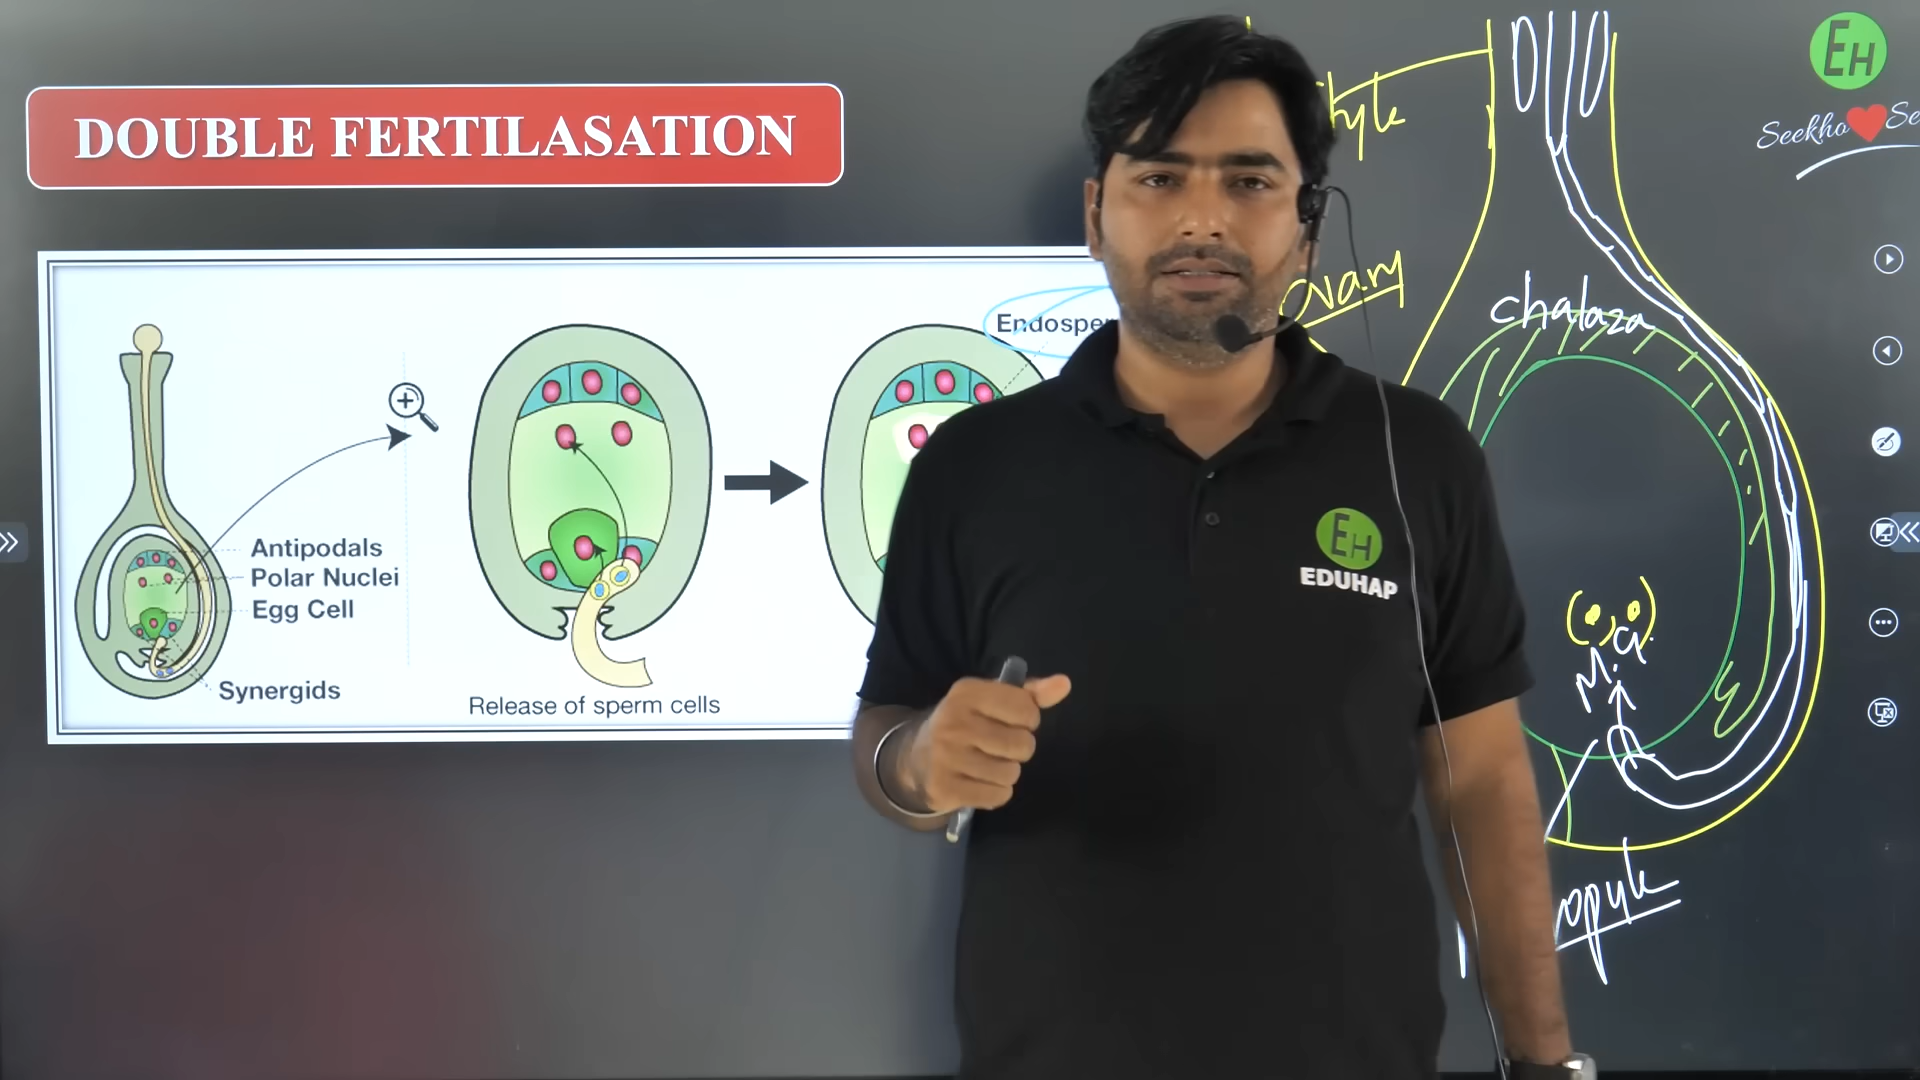 DOUBLE FERTILASATION
Antipodals
Polar Nuclei
Egg Cell
Synergids
Release of sperm cells
Endospe
ovary
chalaza
M.G.
EH
Seekho
EH
EDUHAP